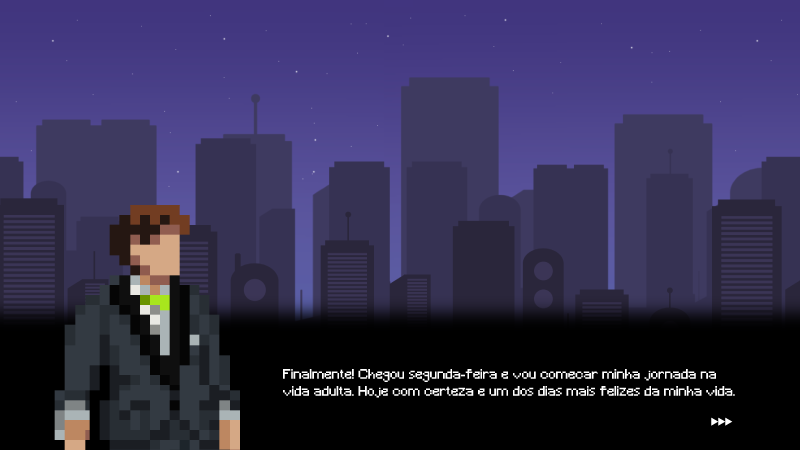 Finalmente! Chegou segunda-feira e vou comecar minha jornada na
vida adulta. Hoje com certeza e um dos dias mais felizes da minha vida.